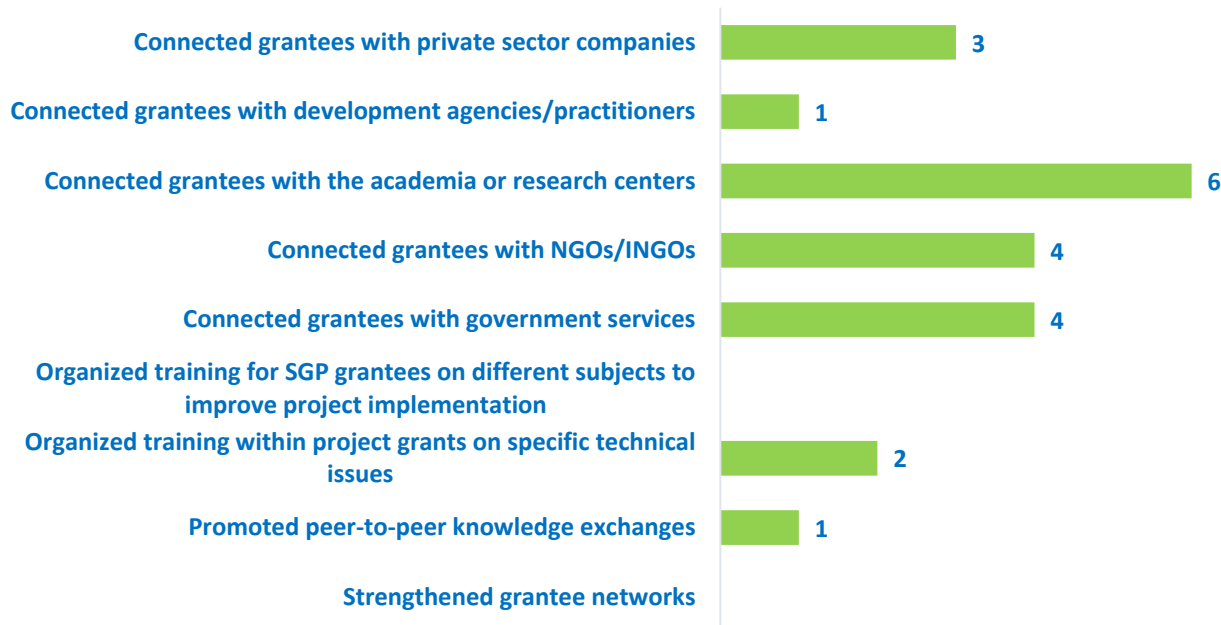 Connected grantees with private sector companies
3
Connected grantees with development agencies/practitioners
1
Connected grantees with the academia or research centers
6
Connected grantees with NGOs/INGOs
4
Connected grantees with government services
4
Organized training for SGP grantees on different subjects to
improve project implementation
Organized training within project grants on specific technical
issues
2
Promoted peer-to-peer knowledge exchanges
1
Strengthened grantee networks